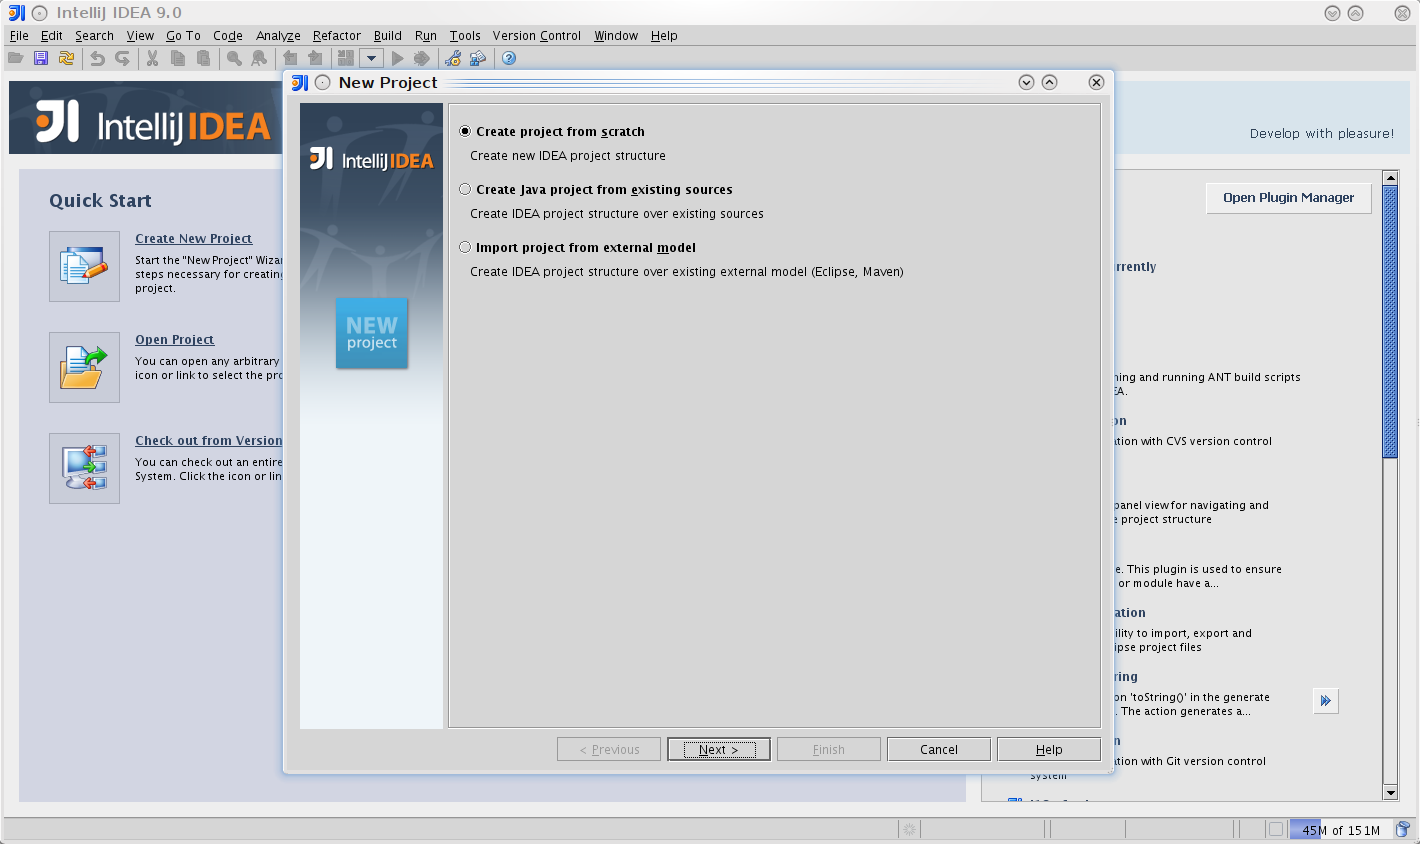 IntelliJ IDEA 9.0
File Edit Search View Go To Code Analyze Refactor Build Run Tools Version Control Window Help
New Project
IntelliJ IDEA
Develop with pleasure!
Quick Start
Create New Project
Start the "New Project" Wiza
steps necessary for creating
project.
Open Project
You can open any arbitrary
icon or link to select the pro
Check out from Version
You can check out an entire
System. Click the icon or lin
IntelliJ IDEA
NEW
project
Create project from scratch
Create new IDEA project structure
Create Java project from existing sources
Create IDEA project structure over existing sources
Import project from external model
Create IDEA project structure over existing external model (Eclipse, Maven)
< Previous
Next >
Finish
Cancel
Help
Open Plugin Manager
rrently
ning and running ANT build scripts
EA.
on
ation with CVS version control
panel view for navigating and
e project structure
e. This plugin is used to ensure
or module have a...
ation
ility to import, export and
ipse project files
ring
on 'toString()' in the generate
. The action generates a...
n
ation with Git version control
system
45M of 151M